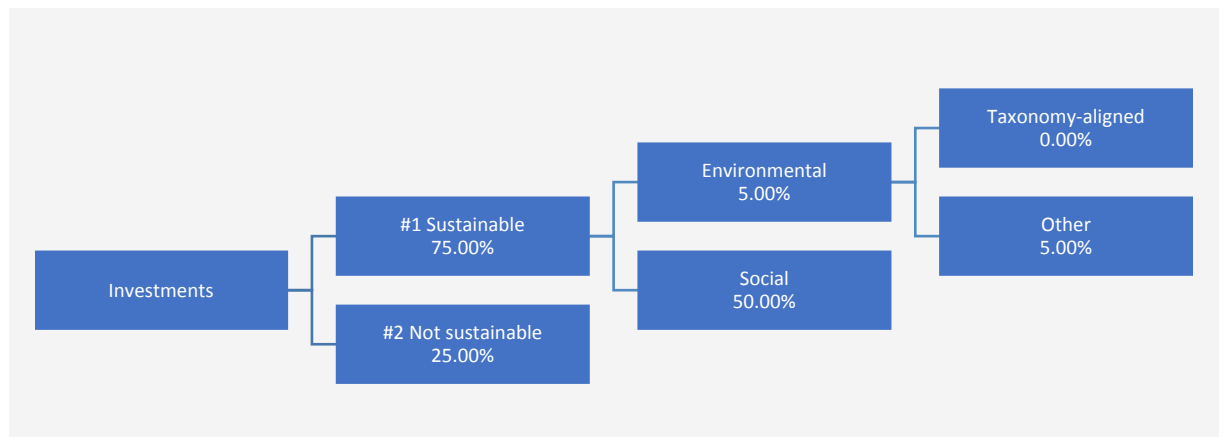 Investments
#1 Sustainable
75.00%
#2 Not sustainable
25.00%
Environmental
5.00%
Social
50.00%
Taxonomy-aligned
0.00%
Other
5.00%